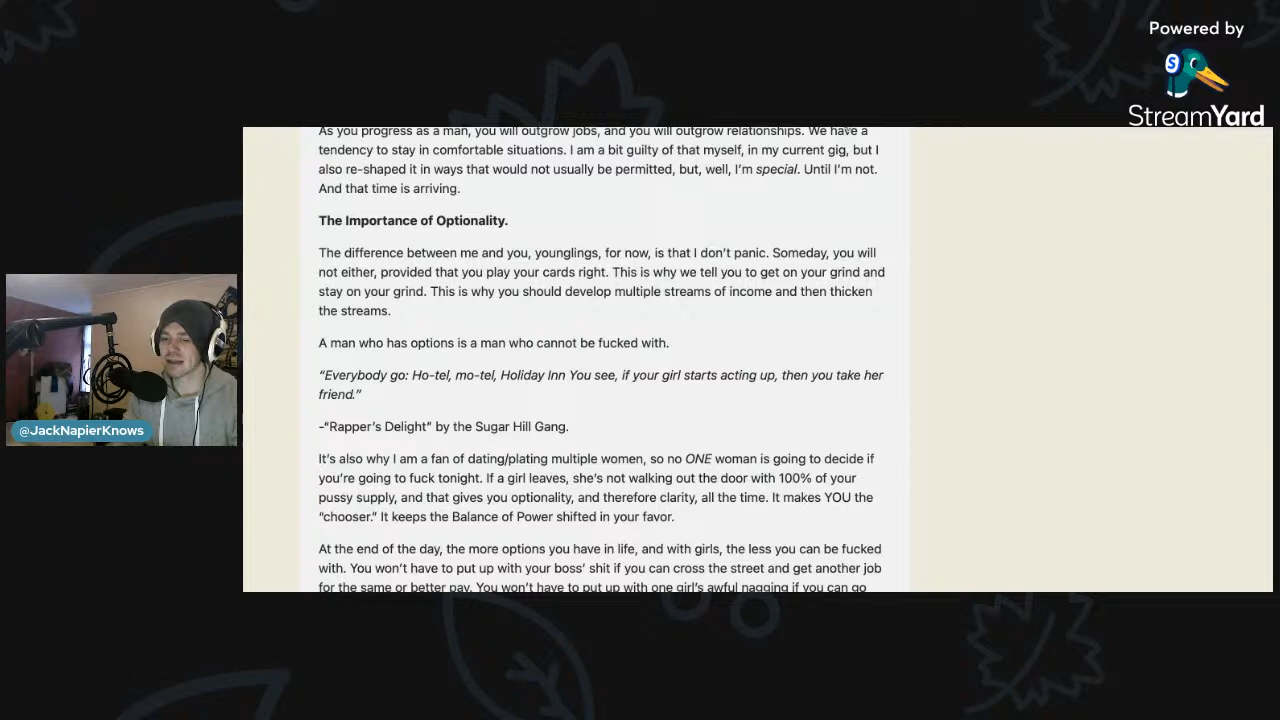 Powered by
StreamYard
As you progress as a man, you will outgrow jobs, and you will outgrow relationships. We have a
tendency to stay in comfortable situations. I am a bit guilty of that myself, in my current gig, but I
also re-shaped it in ways that would not usually be permitted, but, well, I'm special. Until I'm not.
And that time is arriving.
The Importance of Optionality.
The difference between me and you, younglings, for now, is that I don't panic. Someday, you will
not either, provided that you play your cards right. This is why we tell you to get on your grind and
stay on your grind. This is why you should develop multiple streams of income and then thicken
the streams.
A man who has options is a man who cannot be fucked with.
“Everybody go: Ho-tel, mo-tel, Holiday Inn You see, if your girl starts acting up, then you take her
friend.”
-“Rapper's Delight” by the Sugar Hill Gang.
It's also why I am a fan of dating/plating multiple women, so no ONE woman is going to decide if
you're going to fuck tonight. If a girl leaves, she's not walking out the door with 100% of your
pussy supply, and that gives you optionality, and therefore clarity, all the time. It makes YOU the
“chooser.” It keeps the Balance of Power shifted in your favor.
At the end of the day, the more options you have in life, and with girls, the less you can be fucked
with. You won't have to put up with your boss' shit if you can cross the street and get another job
for the same or better pay. You won't have to put up with one girl's awful nagging if you can go
@JackNapierKnows